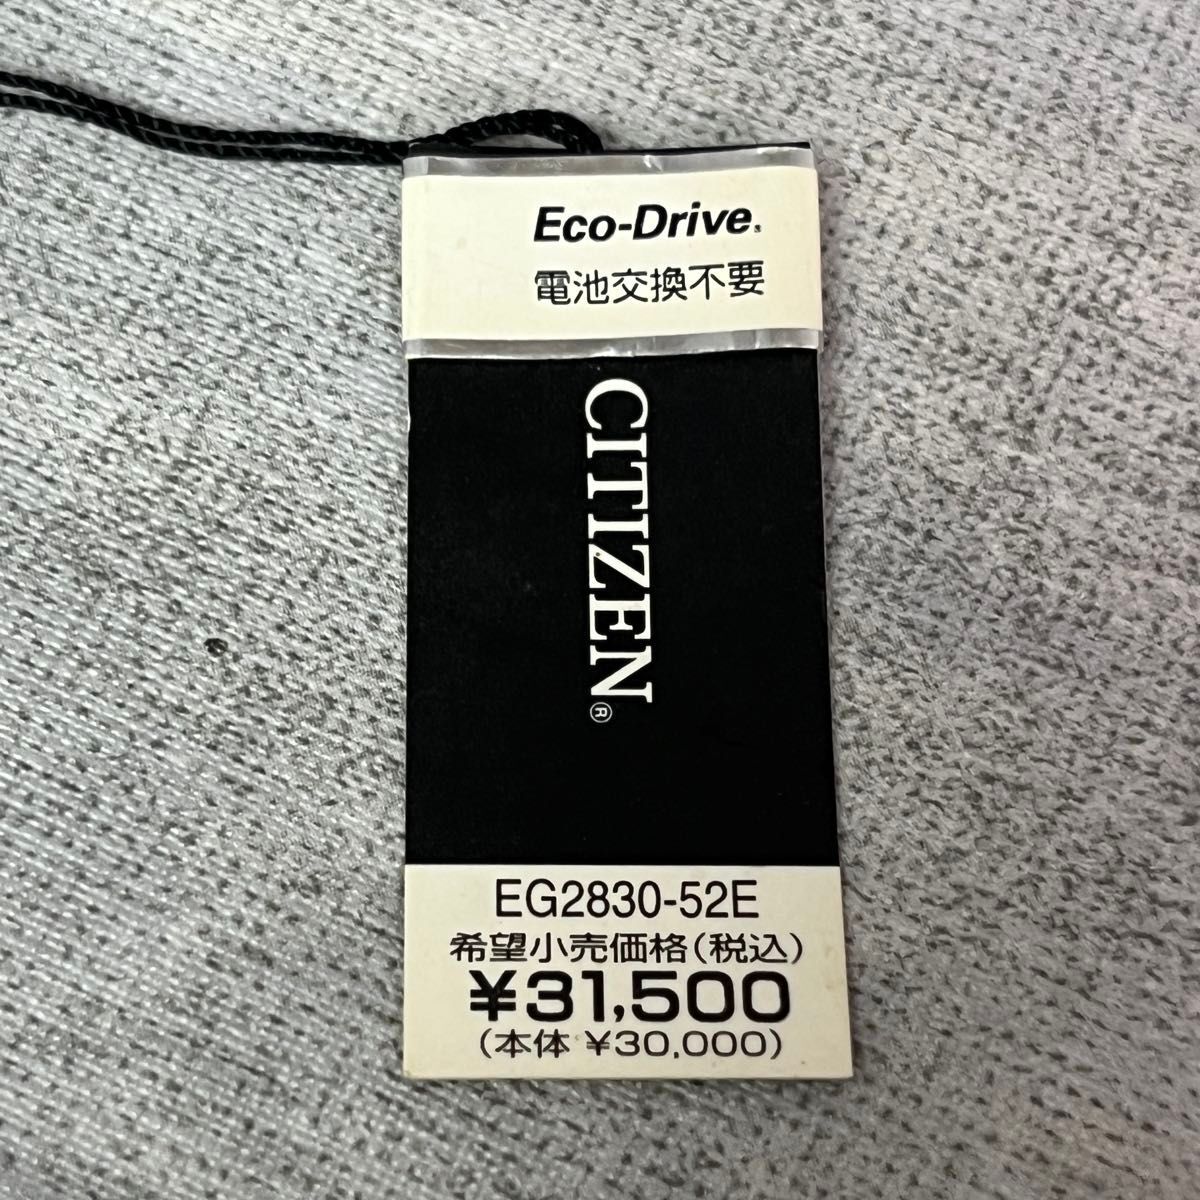 Eco-Drive®
電池交換不要
CITIZEN®
EG2830-52E
希望小売価格(税込)
¥31,500
(本体 ¥30,000)